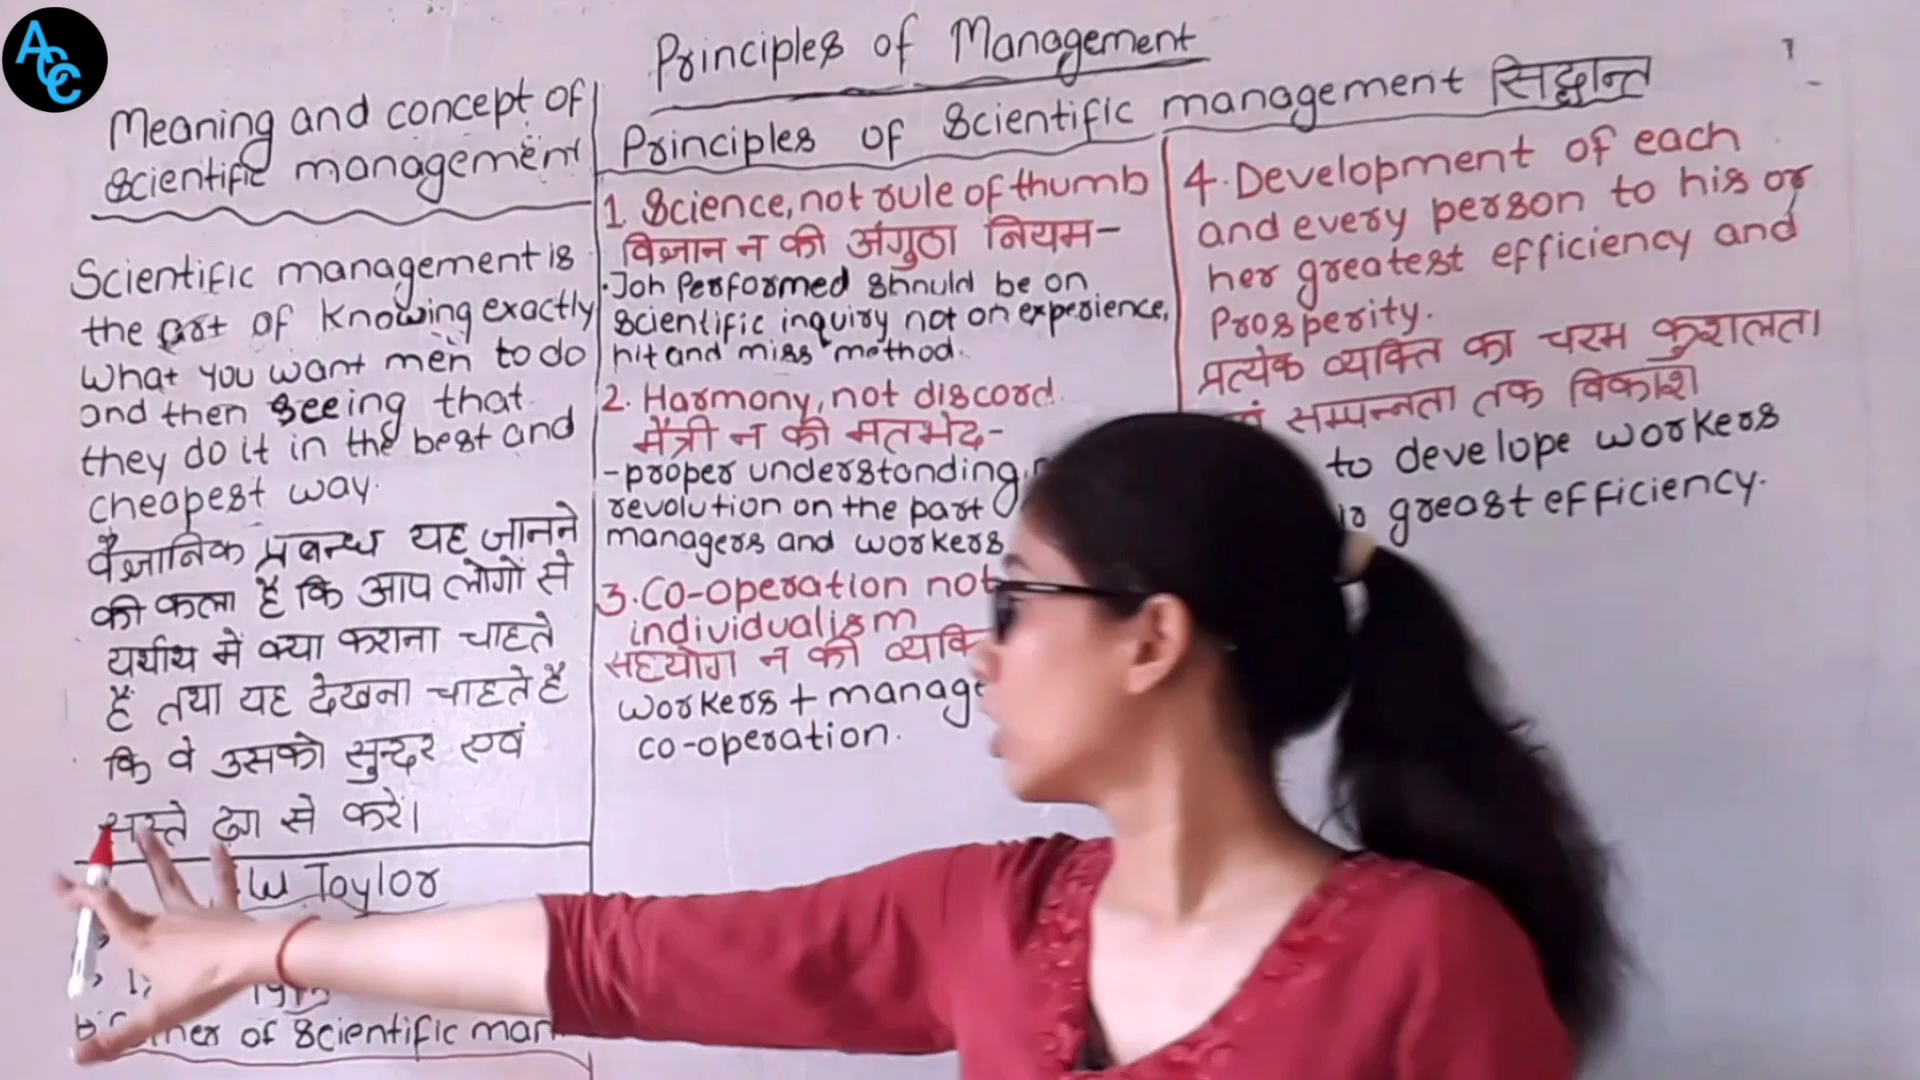 ACC
Principles of Management
Meaning and concept of
scientific management
Scientific management is
the art of knowing exactly
what you want men to do
and then seeing that
they do it in the best and
cheapest way.
वैज्ञानिक प्रबन्ध यह जानने
की कला है कि आप लोगों से
यर्थाथ में क्या कराना चाहते
हैं तथा यह देखना चाहते है
कि वे उसको सुन्दर एवं
सस्ते ढंग से करें।
W Taylor
of Scientific man
Principles of Scientific management सिद्धान्त
1. Science, not rule of thumb
विज्ञान न की अंगुठा नियम-
Job Performed should be on
scientific inquiry not on experience,
hit and miss method.
2. Harmony, not discord.
मैत्री न की मतभेद-
-proper understanding,
revolution on the part
managers and workers
3. Co-operation not
individualism
सहयोग न की
workers + manage
co-operation.
4. Development of each
and every person to his or
her greatest efficiency and
Prosperity.
प्रत्येक व्यक्ति का चरम कुशलता
सम्पन्नता तक विकाश
to develope workers
greast efficiency.